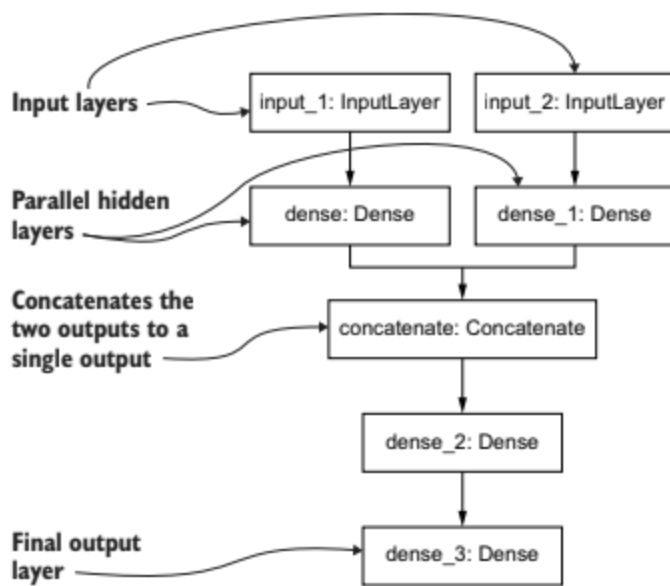 Input layers
input_1: InputLayer
input_2: InputLayer
Parallel hidden
layers
dense: Dense
dense_1: Dense
Concatenates the
two outputs to a
single output
concatenate: Concatenate
dense_2: Dense
Final output
layer
dense_3: Dense